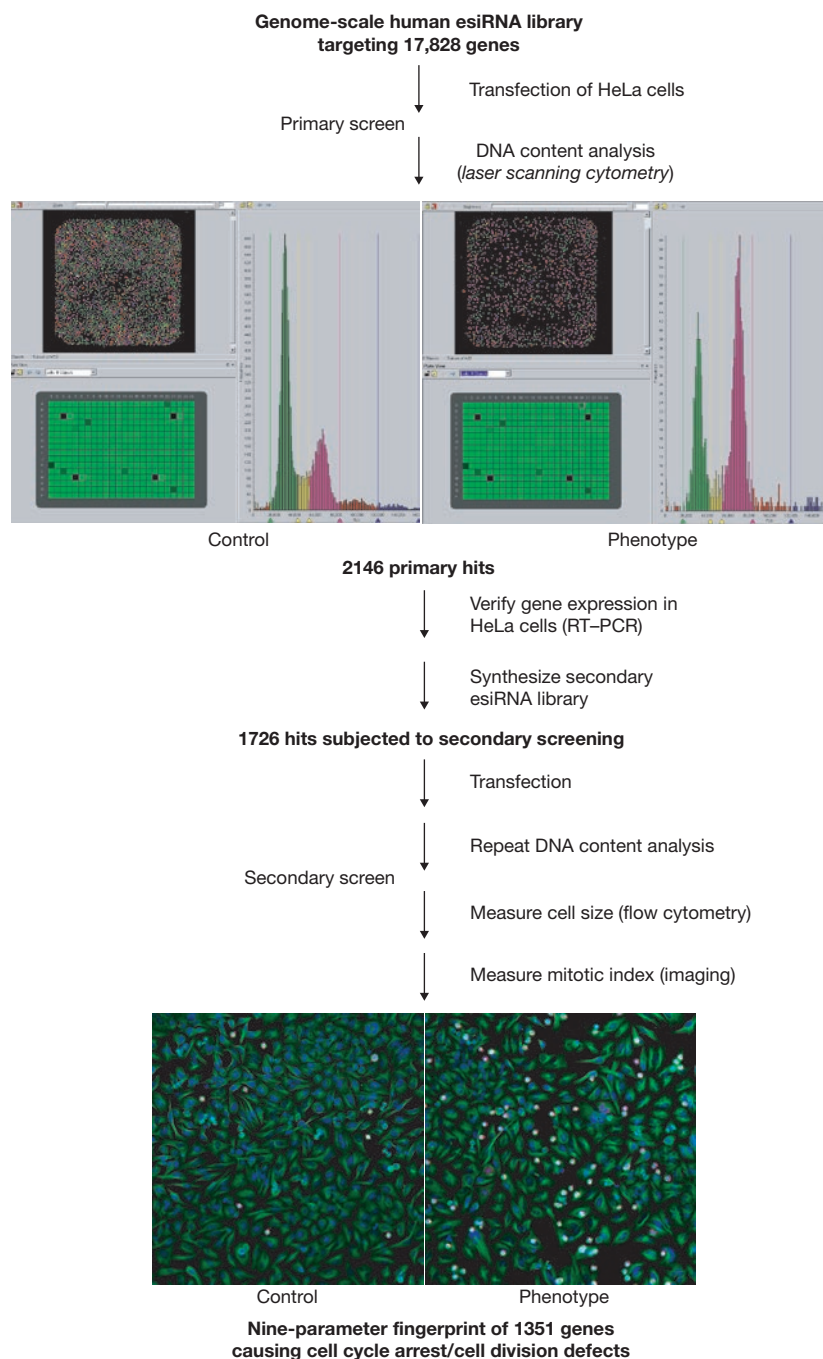 Genome-scale human esiRNA library
targeting 17,828 genes
Transfection of HeLa cells
Primary screen
DNA content analysis
(laser scanning cytometry)
Control
Phenotype
2146 primary hits
Verify gene expression in
HeLa cells (RT–PCR)
Synthesize secondary
esiRNA library
1726 hits subjected to secondary screening
Transfection
Repeat DNA content analysis
Secondary screen
Measure cell size (flow cytometry)
Measure mitotic index (imaging)
Control
Phenotype
Nine-parameter fingerprint of 1351 genes
causing cell cycle arrest/cell division defects